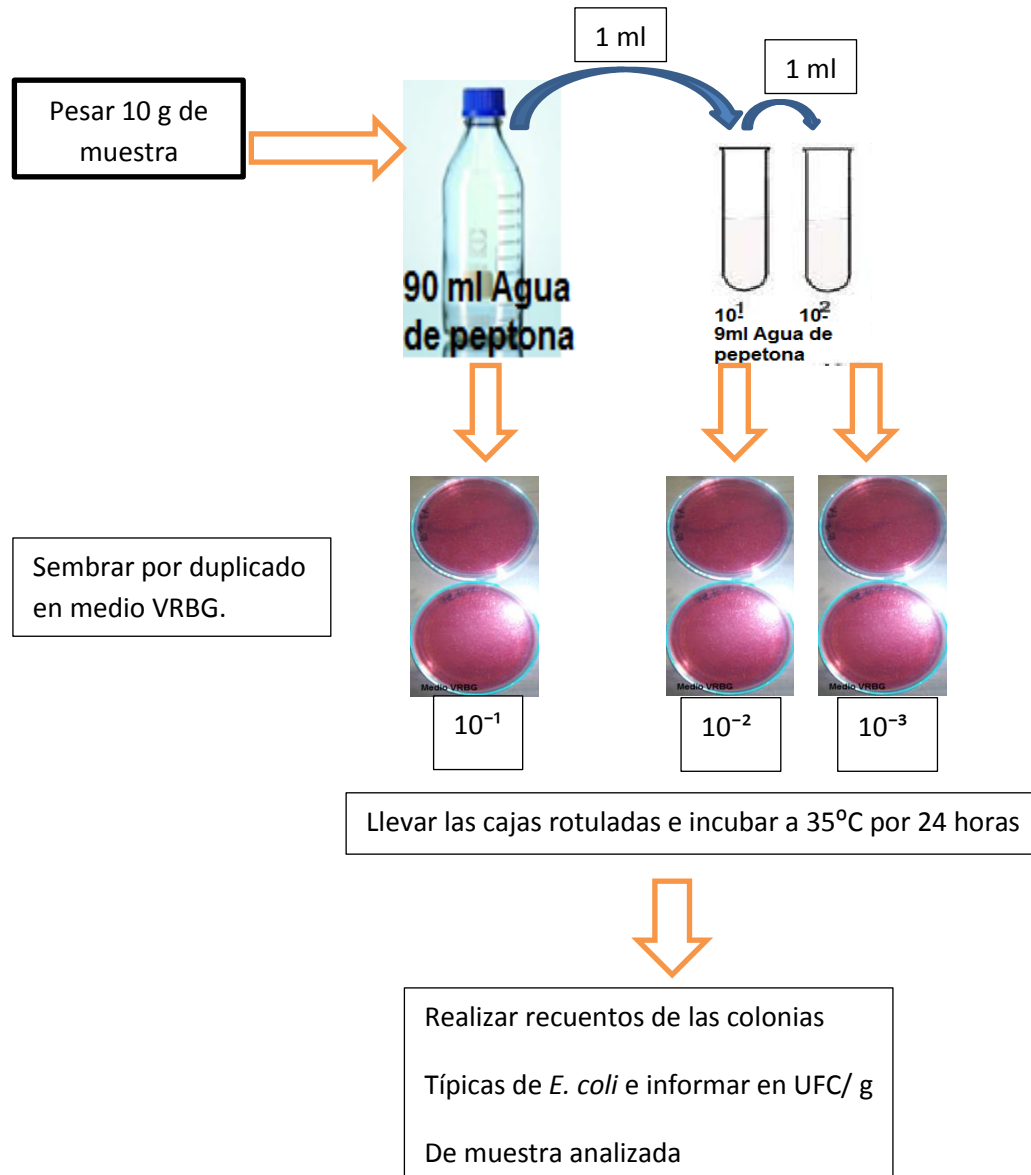 1 ml
1 ml
Pesar 10 g de
muestra
90 ml Agua
de peptona
10-1 10-2
9ml Agua de
pepetona
Sembrar por duplicado
en medio VRBG.
Medio VRBG
Medio VRBG
Medio VRBG
10⁻¹
10⁻²
10⁻³
Llevar las cajas rotuladas e incubar a 35⁰C por 24 horas
Realizar recuentos de las colonias
Típicas de E. coli e informar en UFC/ g
De muestra analizada